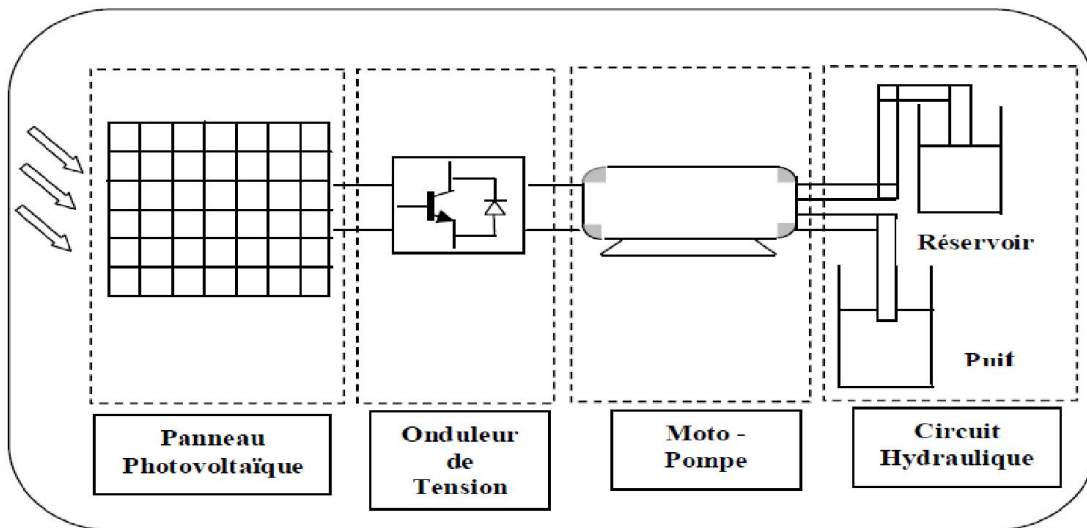 Réservoir
Puit
Panneau
Photovoltaïque
Onduleur
de
Tension
Moto -
Pompe
Circuit
Hydraulique